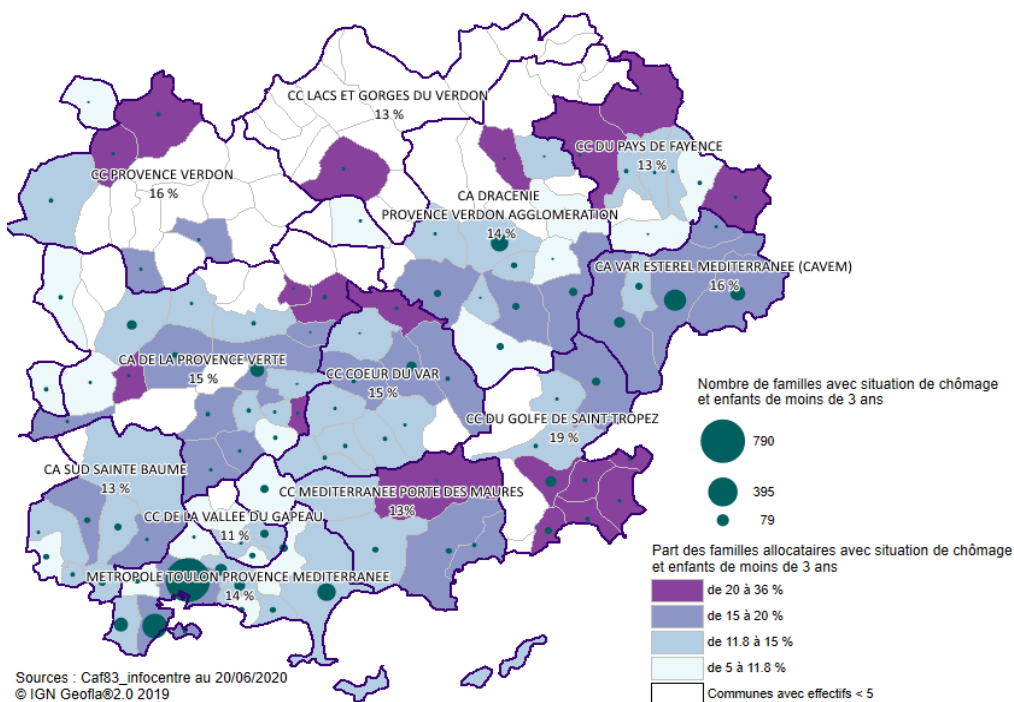 CC LACS ET GORGES DU VERDON
13 %
CC DU PAYS DE FAYENCE
13 %
CC PROVENCE VERDON
16 %
CA DRACENIE
PROVENCE VERDON AGGLOMERATION
14 %
CA VAR ESTEREL MEDITERRANEE (CAVEM)
16 %
CA DE LA PROVENCE VERTE
15 %
CC COEUR DU VAR
15 %
CC DU GOLFE DE SAINT-TROPEZ
19 %
CA SUD SAINTE BAUME
13 %
CC MEDITERRANEE PORTE DES MAURES
13%
CC DE LA VALLEE DU GAPEAU
11 %
METROPOLE TOULON PROVENCE MEDITERRANEE
14 %
Nombre de familles avec situation de chômage
et enfants de moins de 3 ans
790
395
79
Part des familles allocataires avec situation de chômage
et enfants de moins de 3 ans
de 20 à 36 %
de 15 à 20 %
de 11.8 à 15 %
de 5 à 11.8 %
Communes avec effectifs < 5
Sources : Caf83_infocentre au 20/06/2020
© IGN Geofla®2.0 2019